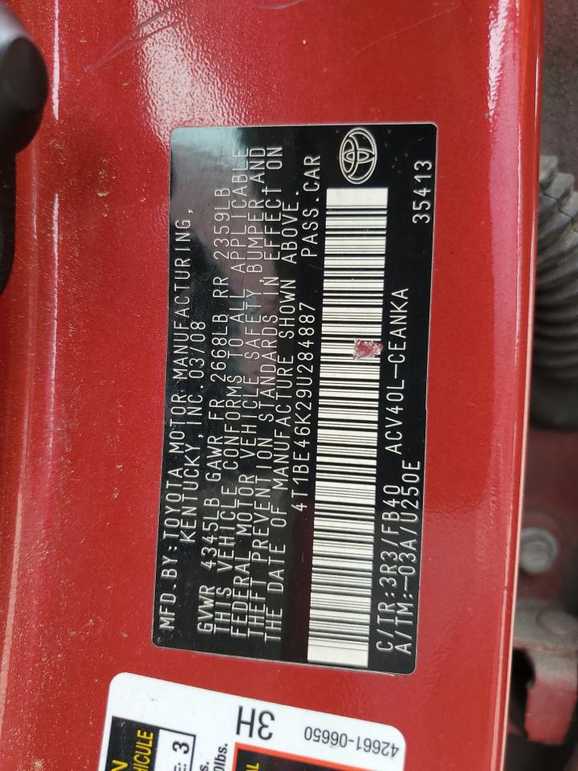 MFD.BY:TOYOTA MOTOR MANUFACTURING,
KENTUCKY, INC. 03/08
GVWR 4345LB GAWR FR 2668LB RR 2359LB
THIS VEHICLE CONFORMS TO ALL APPLICABLE
FEDERAL MOTOR VEHICLE SAFETY, BUMPER AND
THEFT PREVENTION STANDARDS IN EFFECT ON
THE DATE OF MANUFACTURE SHOWN ABOVE.
4T1BE46K29U284887 PASS.CAR
C/TR:3R3/FB40 ACV40L-CEANKA 35413
A/TM:-03A/U250E
3H
42661-06650
3
lbs.